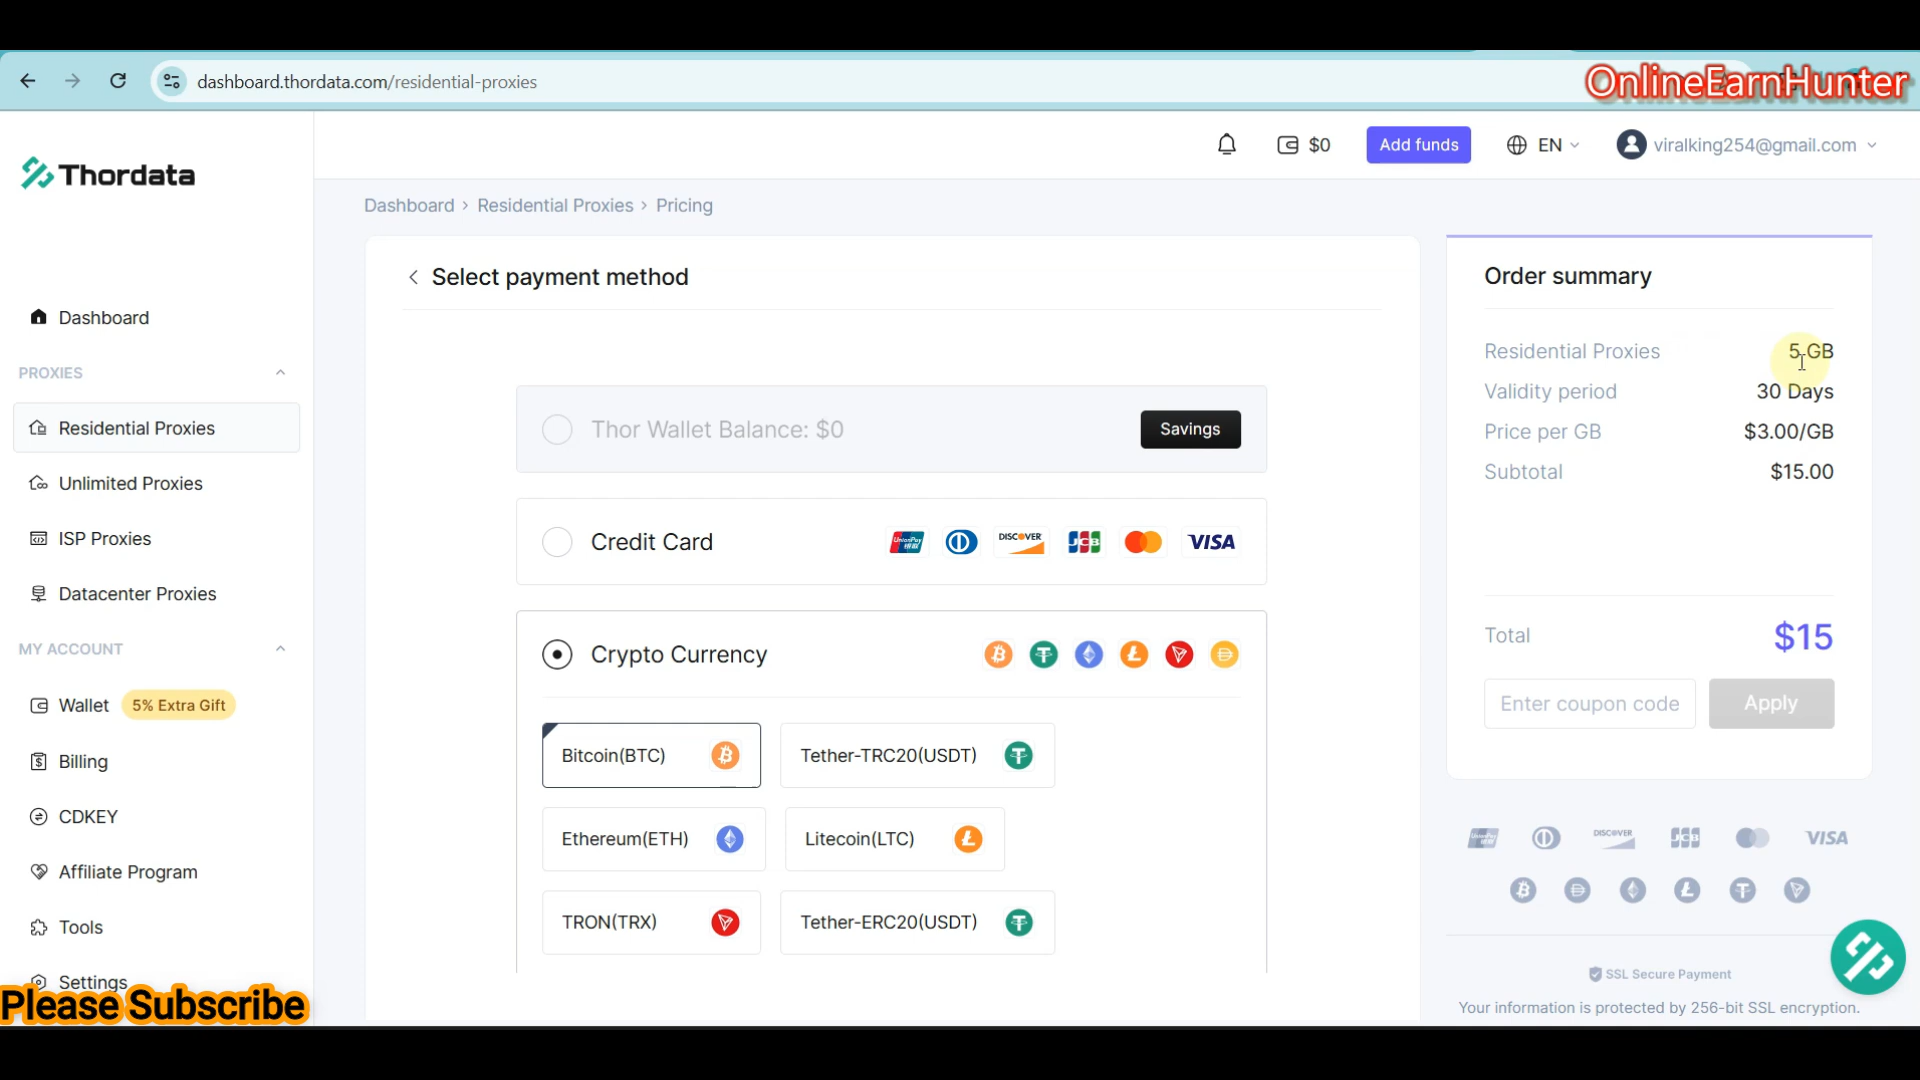 dashboard.thordata.com/residential-proxies
OnlineEarnHunter
Thordata
$0
Add funds
EN
viralking254@gmail.com
Dashboard > Residential Proxies > Pricing
Dashboard
PROXIES
Residential Proxies
Unlimited Proxies
ISP Proxies
Datacenter Proxies
MY ACCOUNT
Wallet 5% Extra Gift
Billing
CDKEY
Affiliate Program
Tools
Settings
Please Subscribe
Select payment method
Thor Wallet Balance: $0
Savings
Credit Card
UnionPay
DISCOVER
JCB
VISA
Crypto Currency
Bitcoin(BTC)
Tether-TRC20(USDT)
Ethereum(ETH)
Litecoin(LTC)
TRON(TRX)
Tether-ERC20(USDT)
Order summary
Residential Proxies 5 GB
Validity period 30 Days
Price per GB $3.00/GB
Subtotal $15.00
Total $15
Enter coupon code
Apply
UnionPay
DISCOVER
JCB
VISA
SSL Secure Payment
Your information is protected by 256-bit SSL encryption.